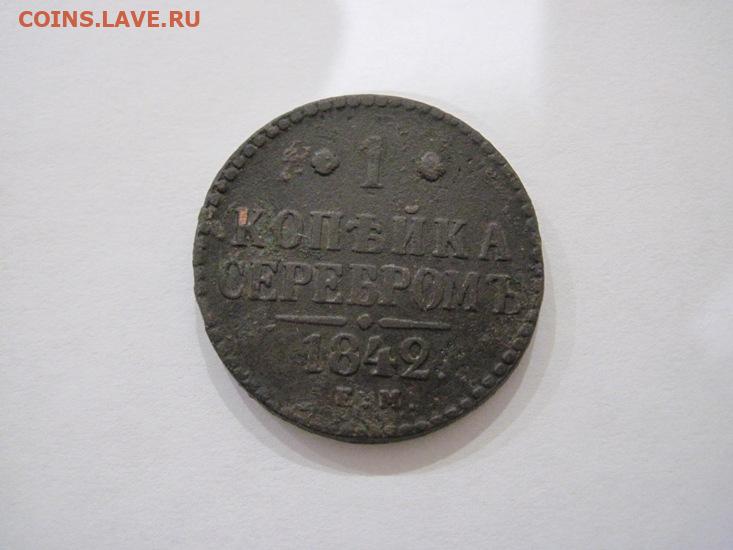 COINS.LAVE.RU
1
КОПѢЙКА
СЕРЕБРОМЪ
1842.
Е.М.